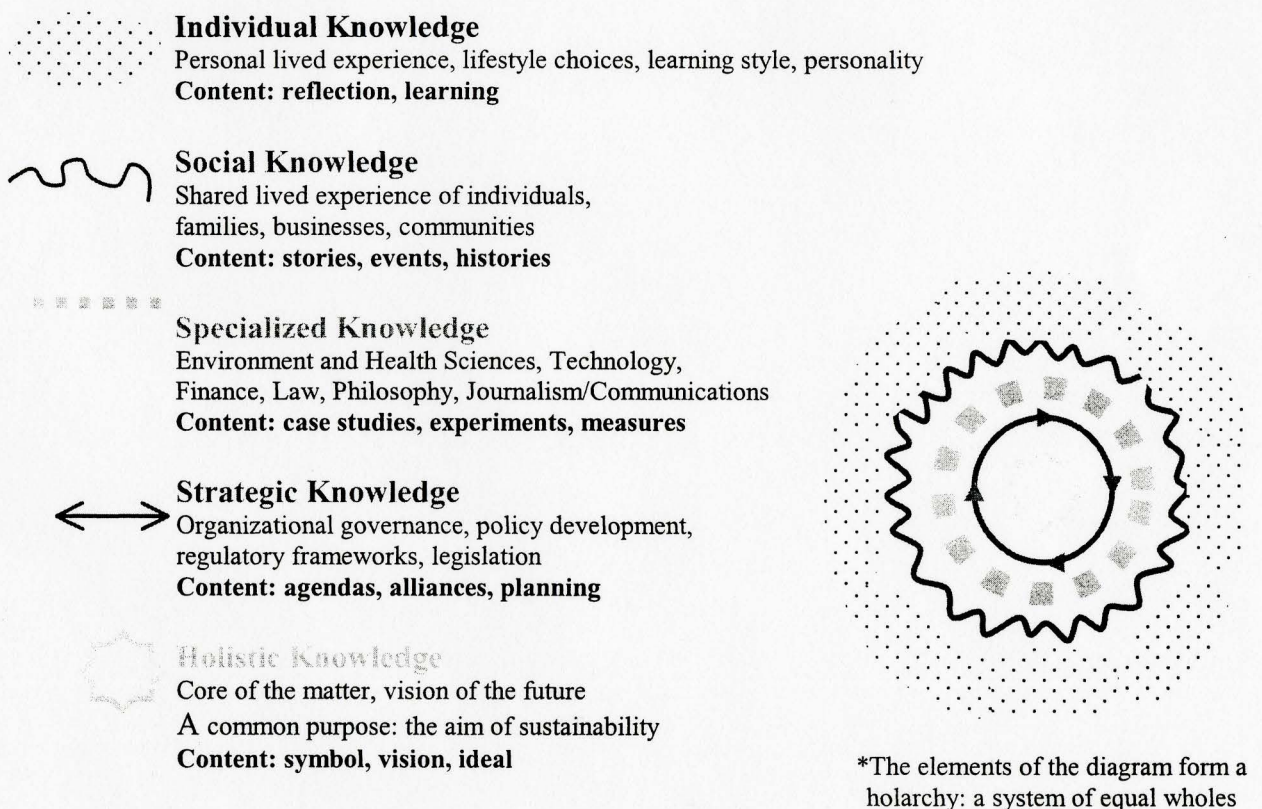 Individual Knowledge
Personal lived experience, lifestyle choices, learning style, personality
Content: reflection, learning
Social Knowledge
Shared lived experience of individuals,
families, businesses, communities
Content: stories, events, histories
Specialized Knowledge
Environment and Health Sciences, Technology,
Finance, Law, Philosophy, Journalism/Communications
Content: case studies, experiments, measures
Strategic Knowledge
Organizational governance, policy development,
regulatory frameworks, legislation
Content: agendas, alliances, planning
Holistic Knowledge
Core of the matter, vision of the future
A common purpose: the aim of sustainability
Content: symbol, vision, ideal
*The elements of the diagram form a
holarchy: a system of equal wholes